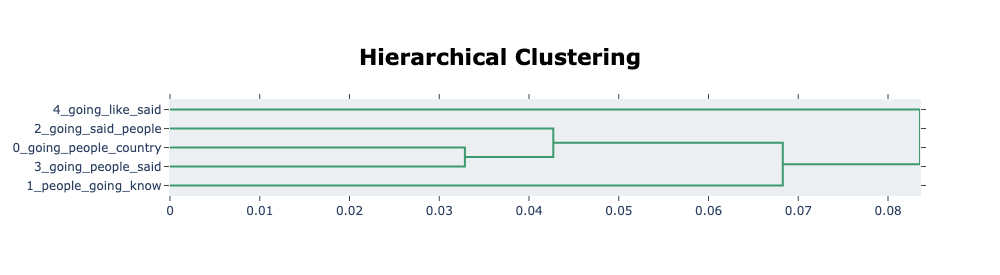 Hierarchical Clustering
4_going_like_said
2_going_said_people
0_going_people_country
3_going_people_said
1_people_going_know
0 0.01 0.02 0.03 0.04 0.05 0.06 0.07 0.08